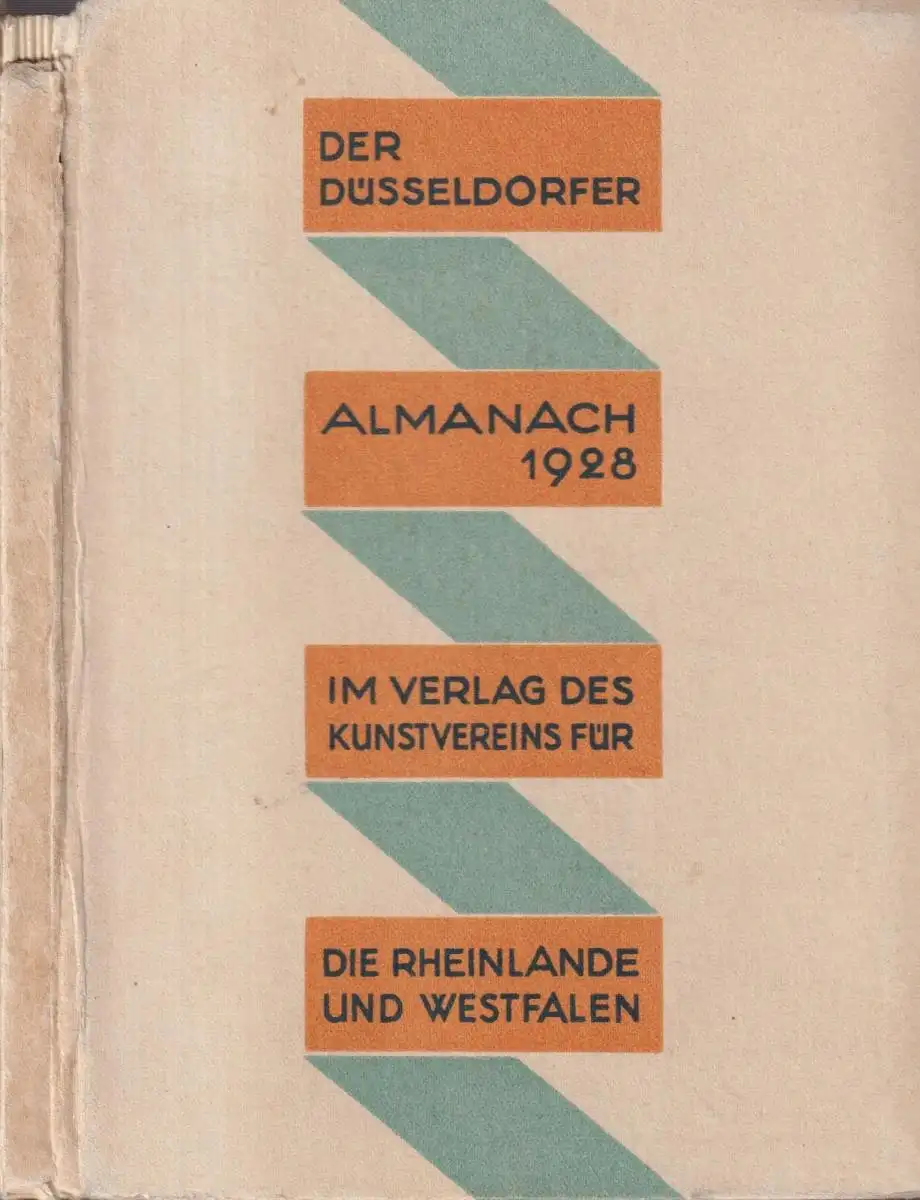 DER
DÜSSELDORFER
ALMANACH
1928
IM VERLAG DES
KUNSTVEREINS FÜR
DIE RHEINLANDE
UND WESTFALEN